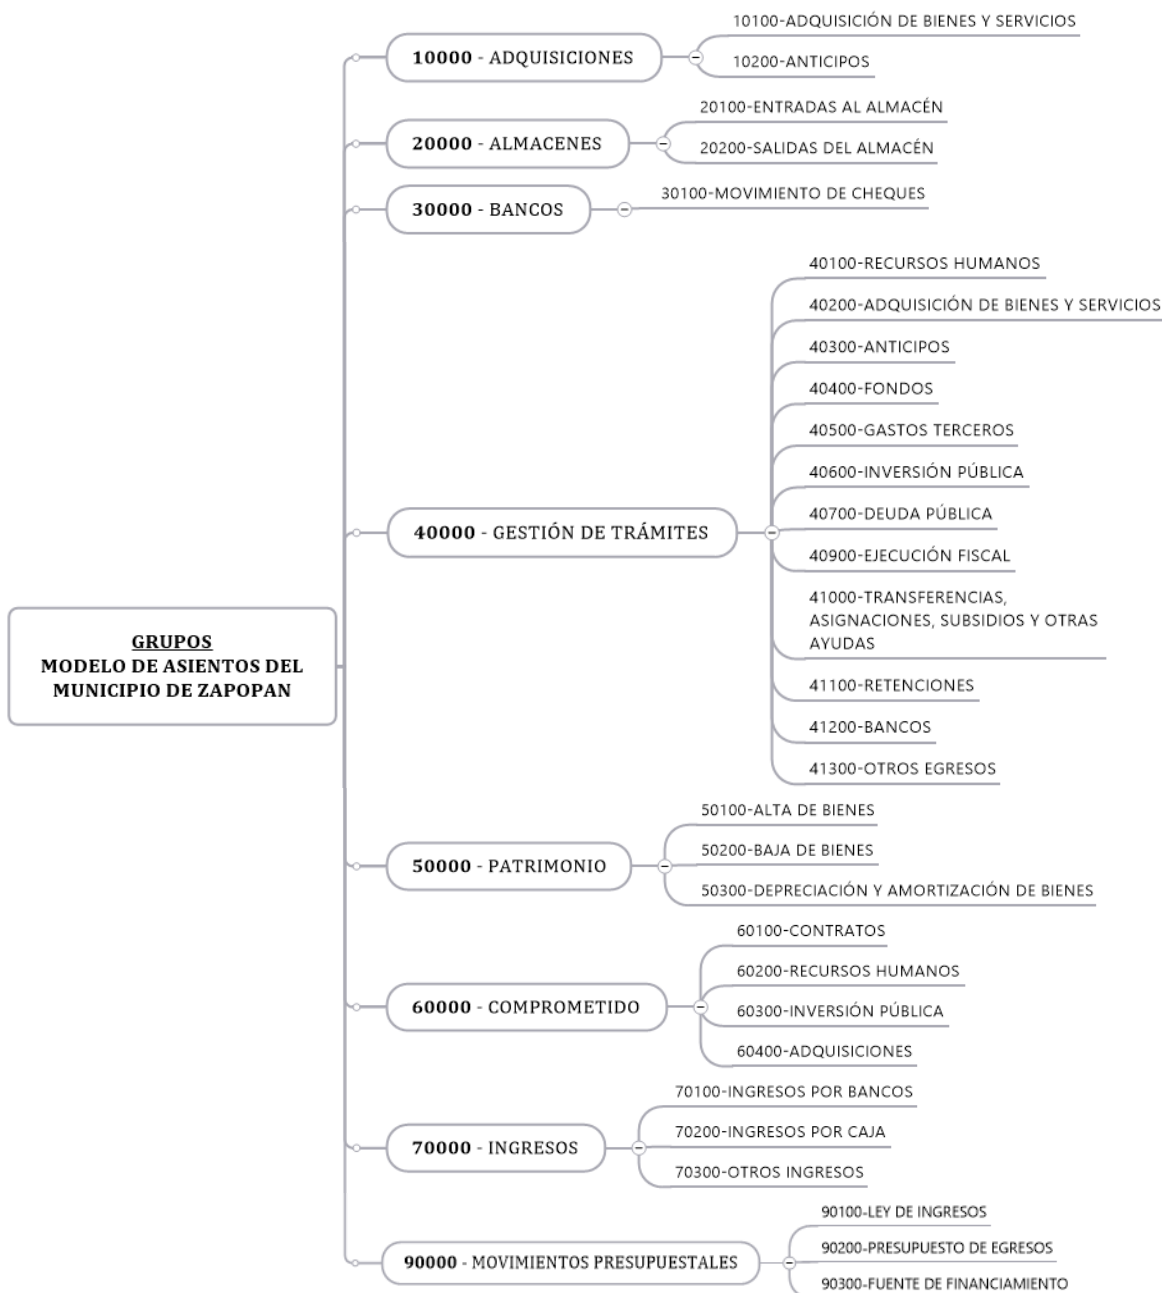 GRUPOS
MODELO DE ASIENTOS DEL
MUNICIPIO DE ZAPOPAN
10000 - ADQUISICIONES
10100-ADQUISICIÓN DE BIENES Y SERVICIOS
10200-ANTICIPOS
20000 - ALMACENES
20100-ENTRADAS AL ALMACÉN
20200-SALIDAS DEL ALMACÉN
30000 - BANCOS
30100-MOVIMIENTO DE CHEQUES
40000 - GESTIÓN DE TRÁMITES
40100-RECURSOS HUMANOS
40200-ADQUISICIÓN DE BIENES Y SERVICIOS
40300-ANTICIPOS
40400-FONDOS
40500-GASTOS TERCEROS
40600-INVERSIÓN PÚBLICA
40700-DEUDA PÚBLICA
40900-EJECUCIÓN FISCAL
41000-TRANSFERENCIAS,
ASIGNACIONES, SUBSIDIOS Y OTRAS
AYUDAS
41100-RETENCIONES
41200-BANCOS
41300-OTROS EGRESOS
50000 - PATRIMONIO
50100-ALTA DE BIENES
50200-BAJA DE BIENES
50300-DEPRECIACIÓN Y AMORTIZACIÓN DE BIENES
60000 - COMPROMETIDO
60100-CONTRATOS
60200-RECURSOS HUMANOS
60300-INVERSIÓN PÚBLICA
60400-ADQUISICIONES
70000 - INGRESOS
70100-INGRESOS POR BANCOS
70200-INGRESOS POR CAJA
70300-OTROS INGRESOS
90000 - MOVIMIENTOS PRESUPUESTALES
90100-LEY DE INGRESOS
90200-PRESUPUESTO DE EGRESOS
90300-FUENTE DE FINANCIAMIENTO